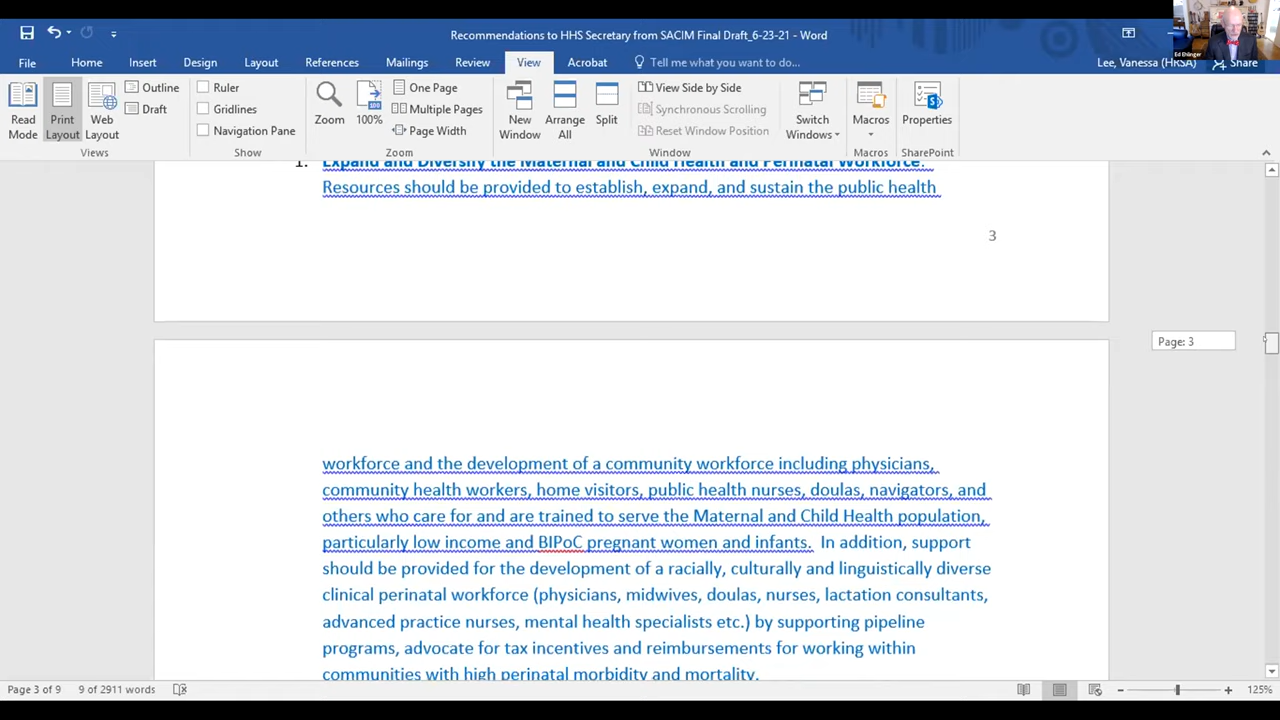 Recommendations to HHS Secretary from SACIM Final Draft_6-23-21 - Word
Ed Ehlinger
File Home Insert Design Layout References Mailings Review View Acrobat Tell me what you want to do... Lee, Vanessa (HRSA) Share
Read Mode
Print Layout
Web Layout
Outline
Draft
Views
Ruler
Gridlines
Navigation Pane
Show
Zoom
100%
One Page
Multiple Pages
Page Width
Zoom
New Window
Arrange All
Split
View Side by Side
Synchronous Scrolling
Reset Window Position
Window
Switch Windows
Macros
Macros
Properties
SharePoint
1. Expand and Diversify the Maternal and Child Health and Perinatal Workforce:
Resources should be provided to establish, expand, and sustain the public health
3
Page: 3
workforce and the development of a community workforce including physicians,
community health workers, home visitors, public health nurses, doulas, navigators, and
others who care for and are trained to serve the Maternal and Child Health population,
particularly low income and BIPoC pregnant women and infants. In addition, support
should be provided for the development of a racially, culturally and linguistically diverse
clinical perinatal workforce (physicians, midwives, doulas, nurses, lactation consultants,
advanced practice nurses, mental health specialists etc.) by supporting pipeline
programs, advocate for tax incentives and reimbursements for working within
communities with high perinatal morbidity and mortality.
Page 3 of 9 9 of 2911 words 125%